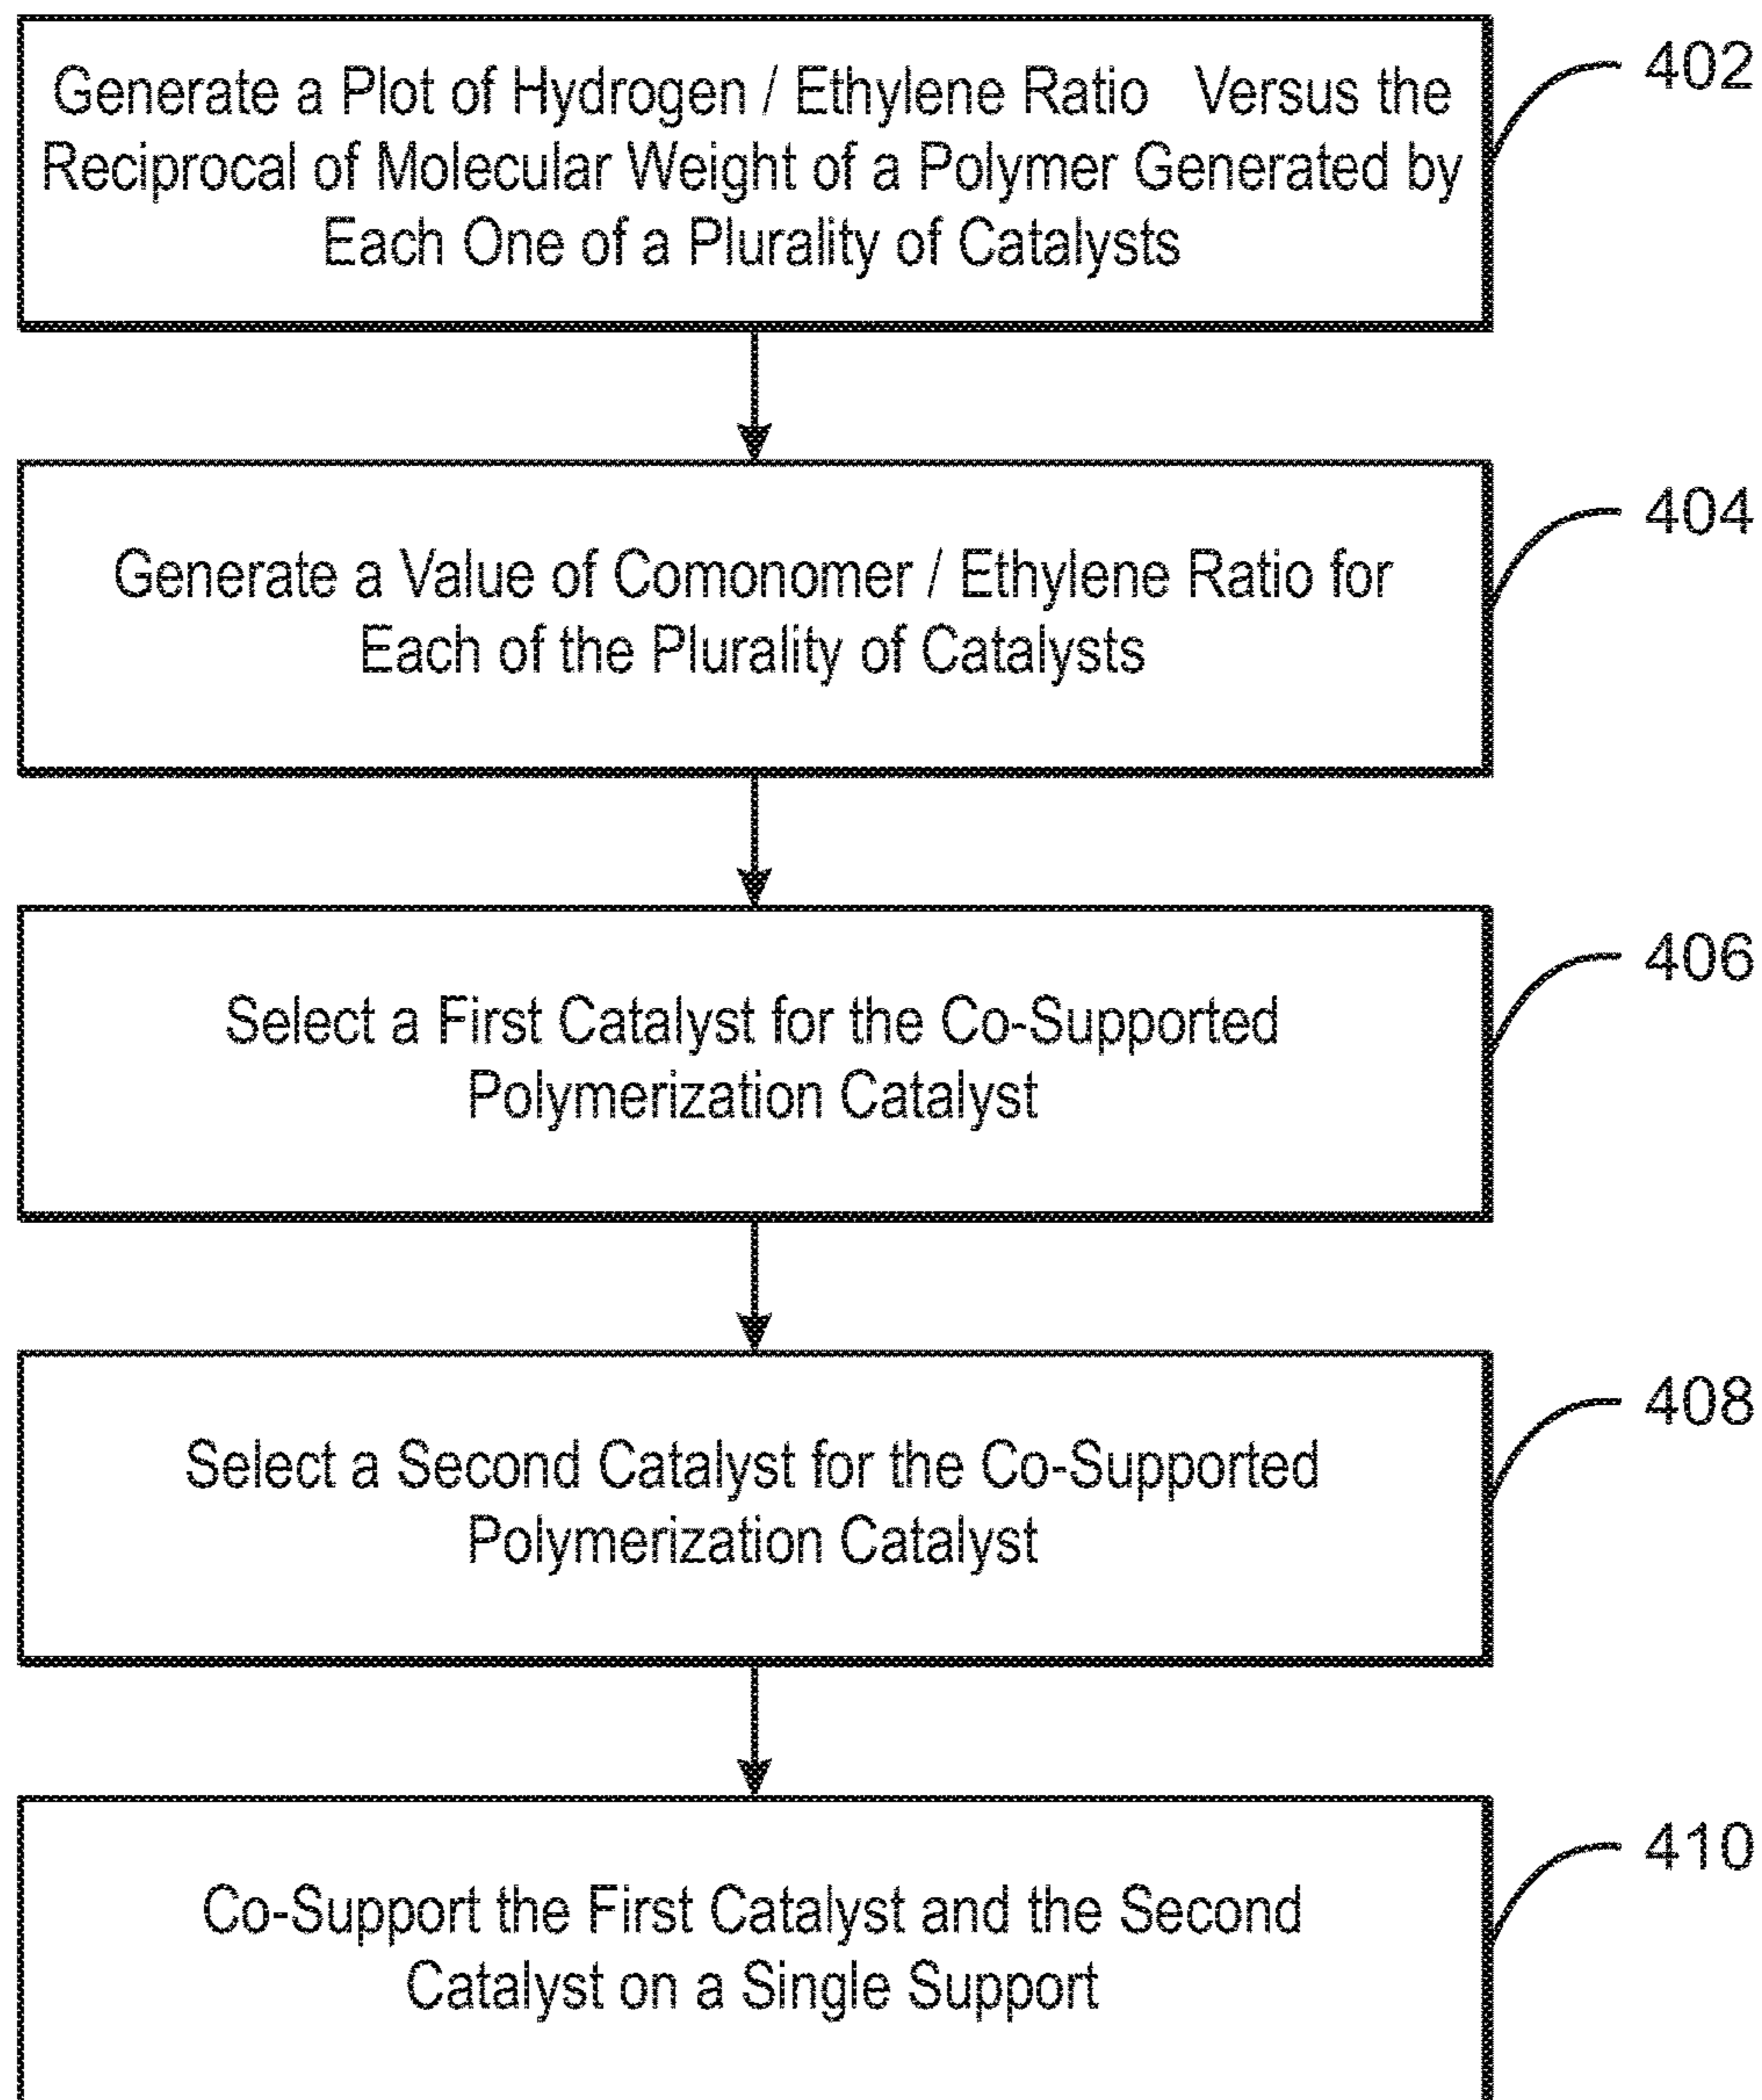 Generate a Plot of Hydrogen / Ethylene Ratio Versus the
Reciprocal of Molecular Weight of a Polymer Generated by
Each One of a Plurality of Catalysts
402
Generate a Value of Comonomer / Ethylene Ratio for
Each of the Plurality of Catalysts
404
Select a First Catalyst for the Co-Supported
Polymerization Catalyst
406
Select a Second Catalyst for the Co-Supported
Polymerization Catalyst
408
Co-Support the First Catalyst and the Second
Catalyst on a Single Support
410